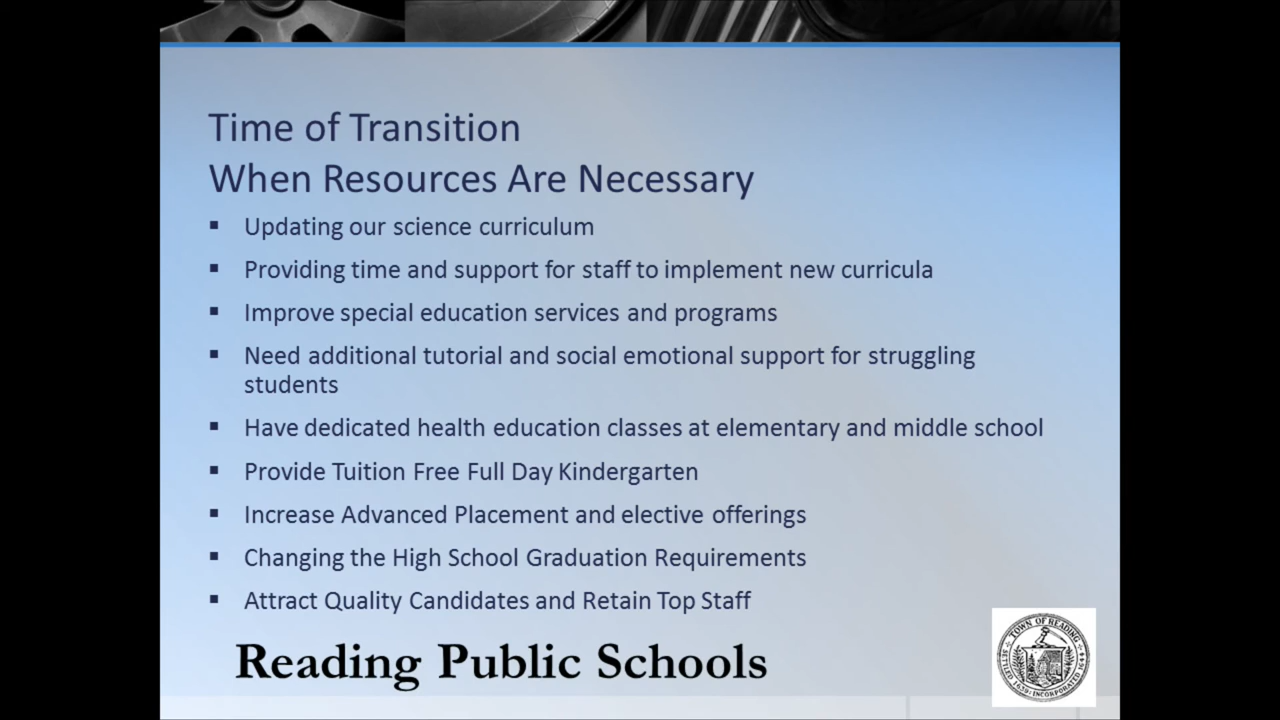 Time of Transition
When Resources Are Necessary
▪ Updating our science curriculum
▪ Providing time and support for staff to implement new curricula
▪ Improve special education services and programs
▪ Need additional tutorial and social emotional support for struggling
students
▪ Have dedicated health education classes at elementary and middle school
▪ Provide Tuition Free Full Day Kindergarten
▪ Increase Advanced Placement and elective offerings
▪ Changing the High School Graduation Requirements
▪ Attract Quality Candidates and Retain Top Staff
Reading Public Schools
TOWN OF READING
SETTLED 1639; INCORPORATED 1644